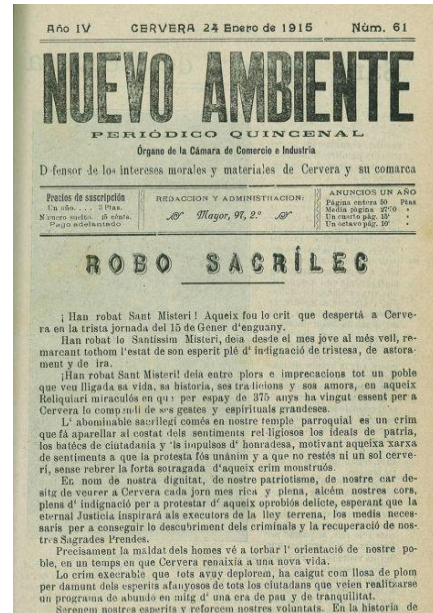 Año IV CERVERA 24 Enero de 1915 Núm. 61
NUEVO AMBIENTE
PERIÓDICO QUINCENAL
Órgano de la Cámara de Comercio e Industria
D fensor de los intereses morales y materiales de Cervera y su comarca
Precios de suscripción
Un año. . . . 3 Ptas.
Número suelto. 15 cénts.
Pago adelantado
REDACCION Y ADMINISTRACION:
Mayor, 97, 2.º
ANUNCIOS UN AÑO
Página entera 50 Ptas
Media página 27'70 »
Un cuarto pág. 15' »
Un octavo pág. 10' »
ROBO SACRÍLEG
¡ Han robat Sant Misteri ! Aqueix fou lo crit que despertá a Cerve-
ra en la trista jornada del 15 de Gener d'enguany.
Han robat lo Santíssim Misteri, deia desde el mes jove al més vell, re-
marcant tothom l'estat de son esperit plé d'indignació de tristesa, de astora-
ment y de ira.
¡Han robat Sant Misteri! deia entre plors e imprecacions tot un poble
que veu lligada sa vida, sa historia, ses tradicions y sos amors, en aqueix
Reliquiari miraculós en que per espay de 375 anys ha vingut essent per a
Cervera lo compendi de ses gestes y espirituals grandeses.
L' abominable sacrilegi comés en nostre temple parroquial es un crim
que fá aparellar al costat dels sentiments religiosos los ideals de patria,
los batécs de ciutadania y 'ls impulsos d' honradesa, motivant aqueixa xarxa
de sentiments a que la protesta fós unánim y a que no restés ni un sol cerve-
rí, sense rebrer la forta sotragada d'aqueix crim monstruós.
En nom de nostra dignitat, de nostre patriotisme, de nostre car de-
sitg de veurer a Cervera cada jorn mes rica y plena, alcém nostres cors,
plens d' indignació per a protestar d' aqueix oprobiós delicte, esperant que la
eternal Justicia inspirará als executors de la lley terrena, los medis neces-
saris per a conseguir lo descubriment dels criminals y la recuperació de nos-
tres Sagrades Prendes.
Precisament la maldat dels homes vé a torbar l' orientació de nostre po-
ble, en un temps en que Cervera renaixía a una nova vida.
Lo crim execrable que tots avuy deplorem, ha caigut com llosa de plom
per damunt dels esperits afanyosos de tots los ciutadans que veien realitzarse
un programa de abundo en mitg d' una era de pau y de tranquilitat.
Serenem nostres esperits y reforcem nostres voluntats. En la historia de